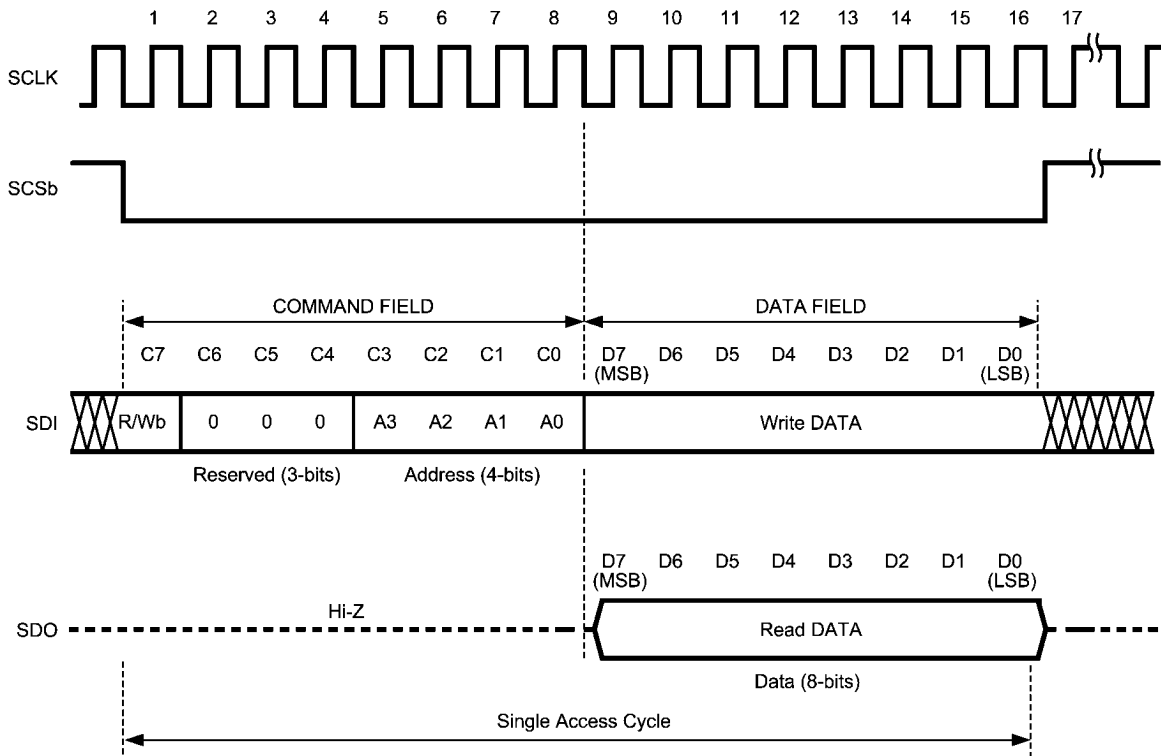 1 2 3 4 5 6 7 8 9 10 11 12 13 14 15 16 17
SCLK
SCSb
COMMAND FIELD DATA FIELD
C7 C6 C5 C4 C3 C2 C1 C0 D7 D6 D5 D4 D3 D2 D1 D0
(MSB) (LSB)
SDI R/Wb 0 0 0 A3 A2 A1 A0 Write DATA
Reserved (3-bits) Address (4-bits)
D7 D6 D5 D4 D3 D2 D1 D0
(MSB) (LSB)
Hi-Z
SDO Read DATA
Data (8-bits)
Single Access Cycle